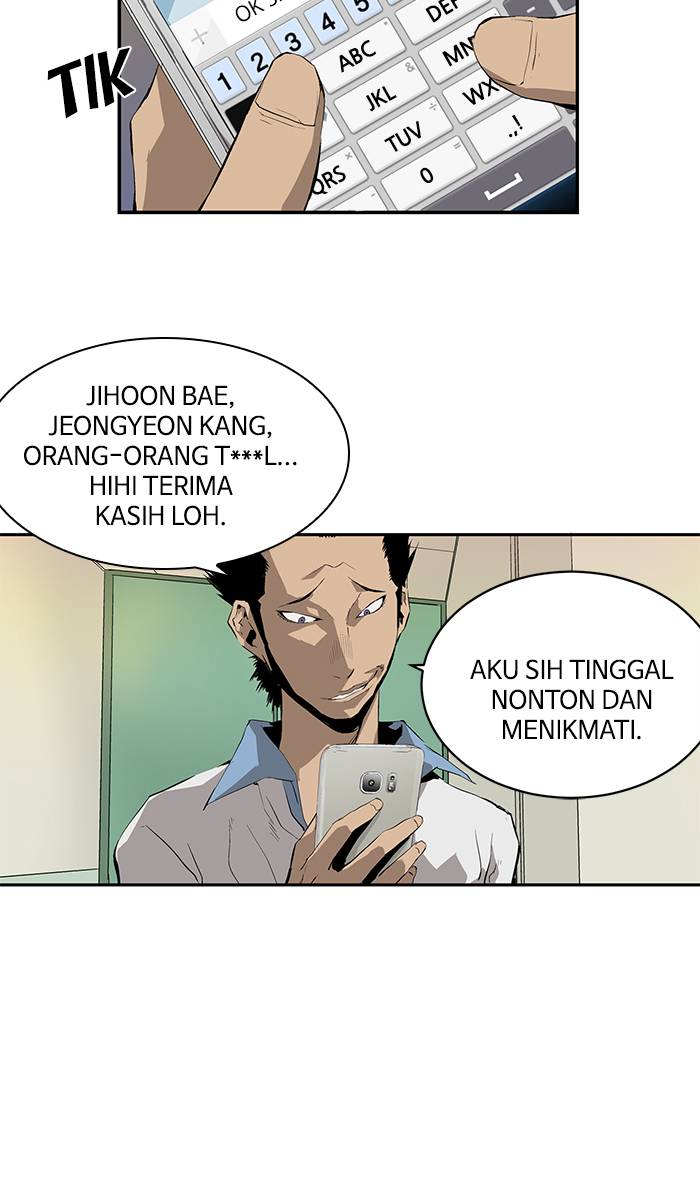 OK
TIK
1 2 3 4 5
ABC
DEF
JKL
MN
TUV
WX
QRS
0
.,!
JIHOON BAE,
JEONGYEON KANG,
ORANG-ORANG T***L...
HIHI TERIMA
KASIH LOH.
AKU SIH TINGGAL
NONTON DAN
MENIKMATI.